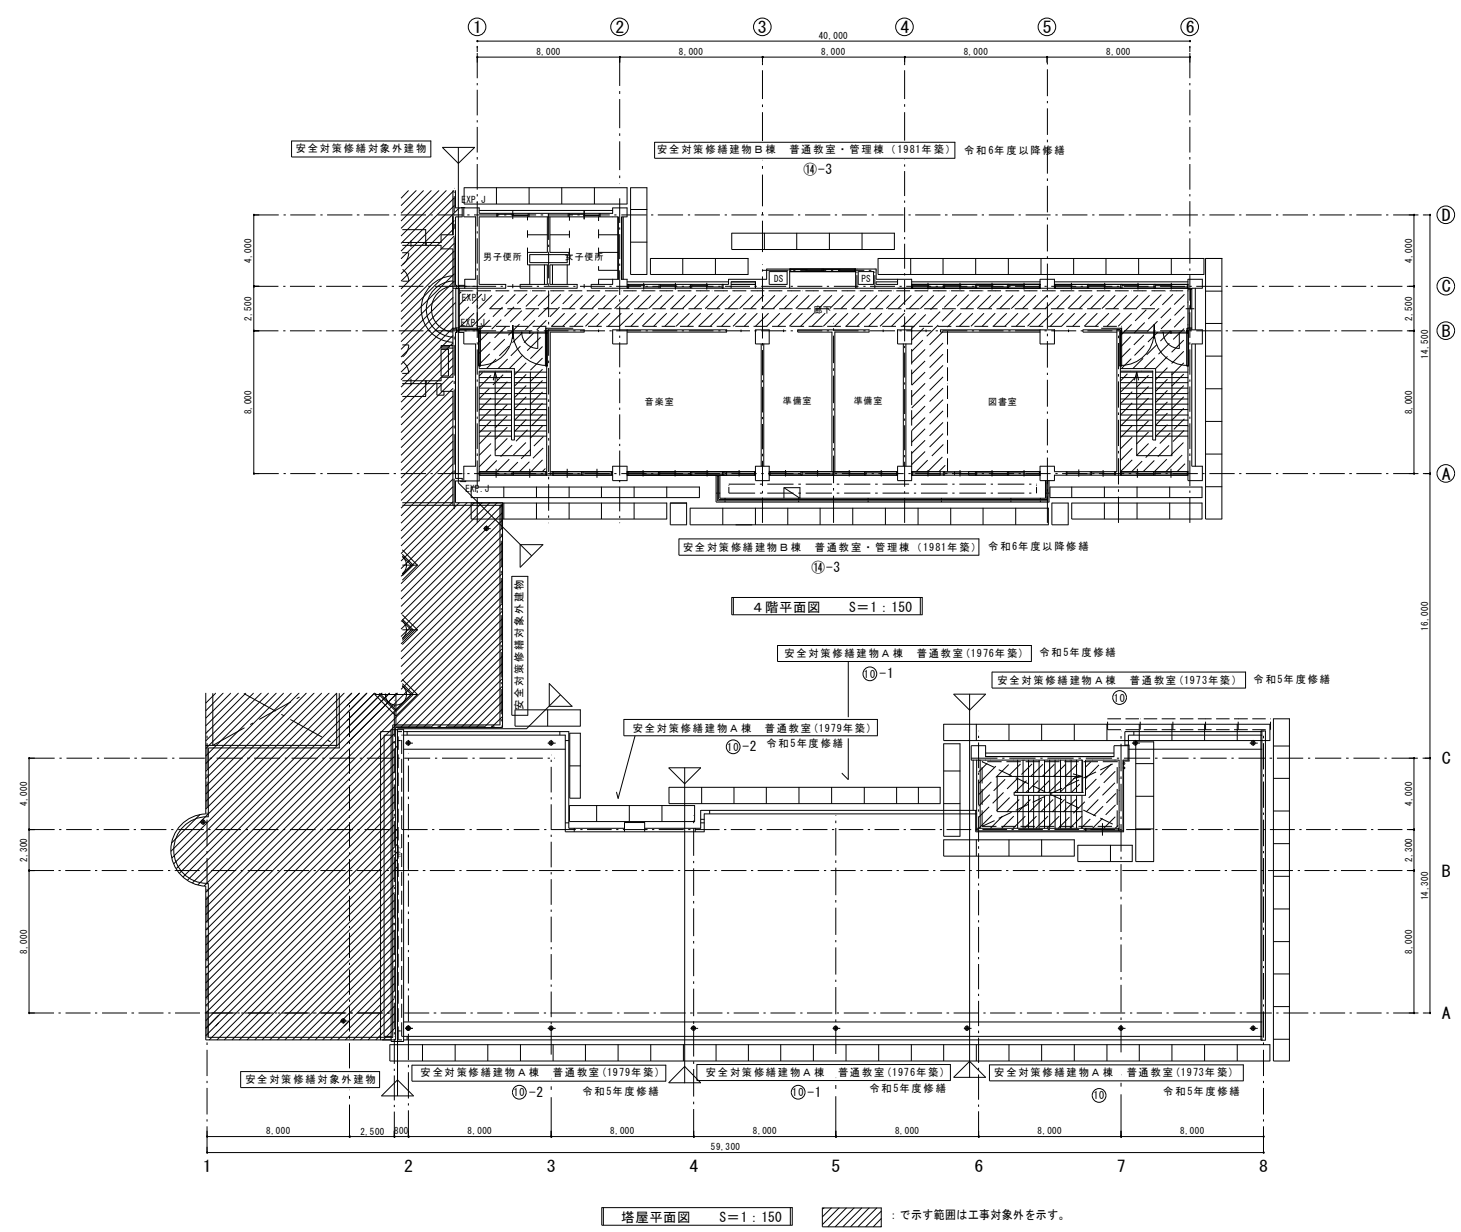 ① ② ③ ④ ⑤ ⑥
40,000
8,000 8,000 8,000 8,000 8,000
安全対策修繕対象外建物
安全対策修繕建物B棟 普通教室・管理棟 (1981年築) 令和6年度以降修繕
⑭-3
EXP.J
Ⓓ
4,000
男子便所 女子便所
DS PS
4,000
Ⓒ
EXP.J
2,500
廊下
2,500
EXP.J
Ⓑ
14,500
8,000
音楽室 準備室 準備室 図書室
8,000
Ⓐ
EXP.J
安全対策修繕建物B棟 普通教室・管理棟 (1981年築) 令和6年度以降修繕
⑭-3
安全対策修繕対象外建物
4階平面図 S=1:150
16,000
安全対策修繕建物A棟 普通教室(1976年築) 令和5年度修繕
⑩-1
安全対策修繕建物A棟 普通教室(1973年築) 令和5年度修繕
⑩
安全対策修繕建物A棟 普通教室(1979年築)
⑩-2 令和5年度修繕
C
4,000 4,000
2,300 2,300
B
14,300
8,000 8,000
A
安全対策修繕対象外建物
安全対策修繕建物A棟 普通教室(1979年築)
⑩-2 令和5年度修繕
安全対策修繕建物A棟 普通教室(1976年築)
⑩-1 令和5年度修繕
安全対策修繕建物A棟 普通教室(1973年築)
⑩ 令和5年度修繕
8,000 2,500 800 8,000 8,000 8,000 8,000 8,000 8,000
59,300
1 2 3 4 5 6 7 8
塔屋平面図 S=1:150
:で示す範囲は工事対象外を示す。